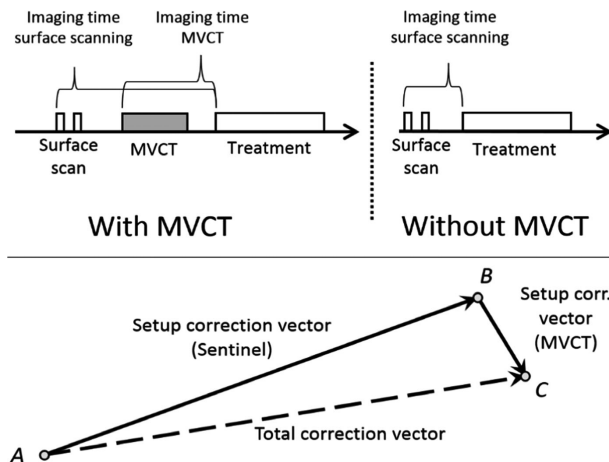 Imaging time
surface scanning
Imaging time
MVCT
Surface
scan
MVCT
Treatment
With MVCT
Imaging time
surface scanning
Surface
scan
Treatment
Without MVCT
A
Setup correction vector
(Sentinel)
B
Setup corr.
vector
(MVCT)
C
Total correction vector